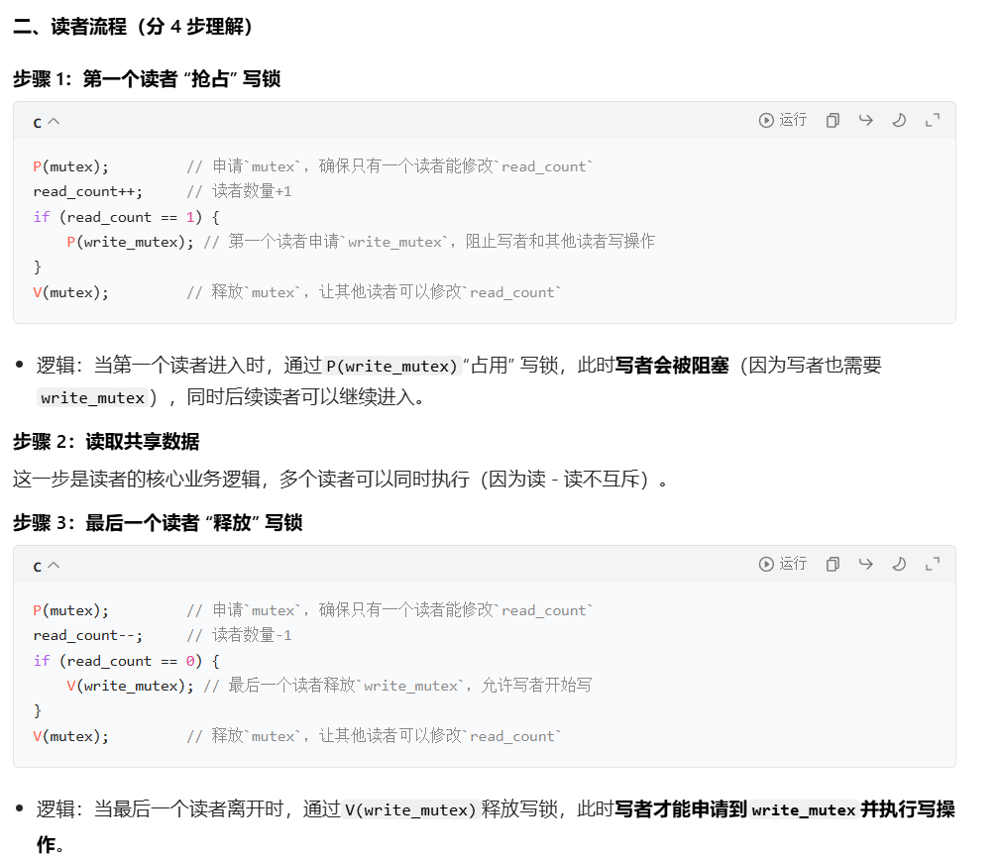 二、读者流程（分 4 步理解）
步骤 1：第一个读者 “抢占” 写锁
C 运行
P(mutex);         // 申请`mutex`，确保只有一个读者能修改`read_count`
read_count++;     // 读者数量+1
if (read_count == 1) {
    P(write_mutex); // 第一个读者申请`write_mutex`，阻止写者和其他读者写操作
}
V(mutex);         // 释放`mutex`，让其他读者可以修改`read_count`
• 逻辑：当第一个读者进入时，通过 P(write_mutex) “占用” 写锁，此时写者会被阻塞（因为写者也需要
write_mutex），同时后续读者可以继续进入。
步骤 2：读取共享数据
这一步是读者的核心业务逻辑，多个读者可以同时执行（因为读 - 读不互斥）。
步骤 3：最后一个读者 “释放” 写锁
C 运行
P(mutex);         // 申请`mutex`，确保只有一个读者能修改`read_count`
read_count--;     // 读者数量-1
if (read_count == 0) {
    V(write_mutex); // 最后一个读者释放`write_mutex`，允许写者开始写
}
V(mutex);         // 释放`mutex`，让其他读者可以修改`read_count`
• 逻辑：当最后一个读者离开时，通过 V(write_mutex) 释放写锁，此时写者才能申请到 write_mutex 并执行写操
作。